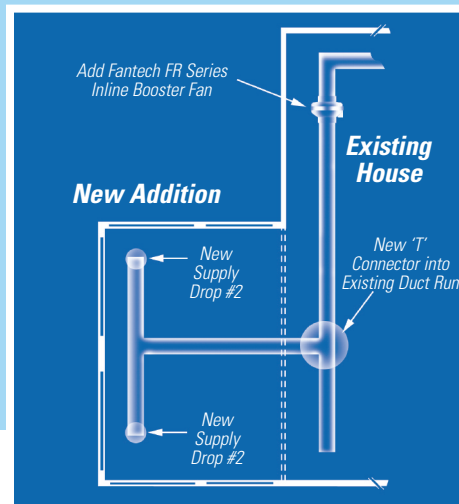 Add Fantech FR Series
Inline Booster Fan
Existing
House
New Addition
New
Supply
Drop #2
New ‘T’
Connector into
Existing Duct Run
New
Supply
Drop #2